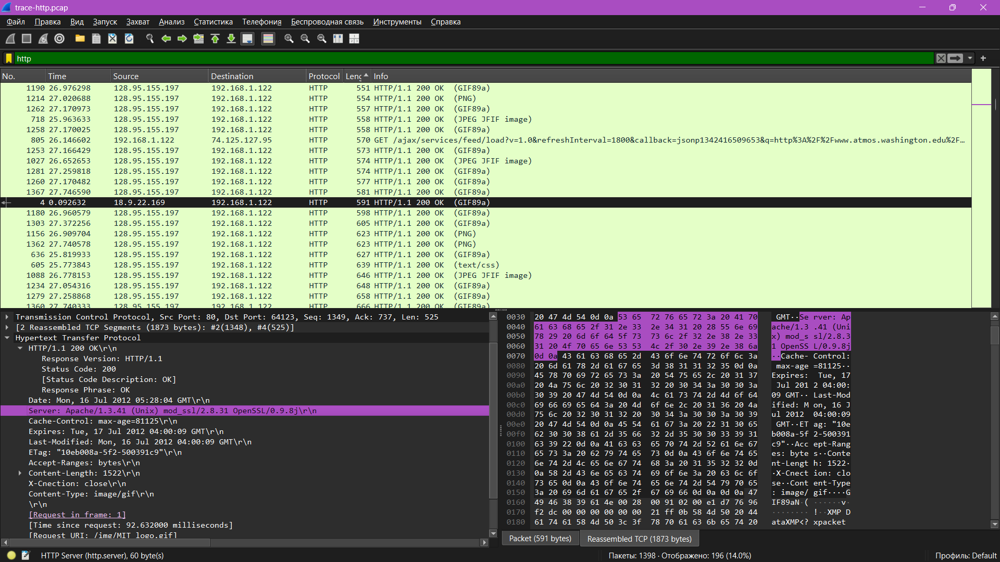 trace-http.pcap
Файл Правка Вид Запуск Захват Анализ Статистика Телефония Беспроводная связь Инструменты Справка
http
No. Time Source Destination Protocol Leng Info
1190 26.976298 128.95.155.197 192.168.1.122 HTTP 551 HTTP/1.1 200 OK (GIF89a)
1214 27.020688 128.95.155.197 192.168.1.122 HTTP 554 HTTP/1.1 200 OK (PNG)
1262 27.170973 128.95.155.197 192.168.1.122 HTTP 557 HTTP/1.1 200 OK (GIF89a)
718 25.963633 128.95.155.197 192.168.1.122 HTTP 558 HTTP/1.1 200 OK (JPEG JFIF image)
1258 27.170025 128.95.155.197 192.168.1.122 HTTP 558 HTTP/1.1 200 OK (GIF89a)
805 26.146602 192.168.1.122 74.125.127.95 HTTP 570 GET /ajax/services/feed/load?v=1.0&refreshInterval=1800&callback=jsonp1342416509653&q=http%3A%2F%2Fwww.atmos.washington.edu%2F…
1253 27.166429 128.95.155.197 192.168.1.122 HTTP 573 HTTP/1.1 200 OK (GIF89a)
1027 26.652653 128.95.155.197 192.168.1.122 HTTP 574 HTTP/1.1 200 OK (JPEG JFIF image)
1281 27.259818 128.95.155.197 192.168.1.122 HTTP 574 HTTP/1.1 200 OK (GIF89a)
1260 27.170482 128.95.155.197 192.168.1.122 HTTP 577 HTTP/1.1 200 OK (GIF89a)
1367 27.746590 128.95.155.197 192.168.1.122 HTTP 581 HTTP/1.1 200 OK (GIF89a)
4 0.092632 18.9.22.169 192.168.1.122 HTTP 591 HTTP/1.1 200 OK (GIF89a)
1180 26.960579 128.95.155.197 192.168.1.122 HTTP 598 HTTP/1.1 200 OK (GIF89a)
1303 27.372256 128.95.155.197 192.168.1.122 HTTP 605 HTTP/1.1 200 OK (GIF89a)
1156 26.909704 128.95.155.197 192.168.1.122 HTTP 623 HTTP/1.1 200 OK (PNG)
1362 27.740578 128.95.155.197 192.168.1.122 HTTP 623 HTTP/1.1 200 OK (PNG)
636 25.819933 128.95.155.197 192.168.1.122 HTTP 627 HTTP/1.1 200 OK (GIF89a)
605 25.773843 128.95.155.197 192.168.1.122 HTTP 639 HTTP/1.1 200 OK (text/css)
1088 26.778153 128.95.155.197 192.168.1.122 HTTP 646 HTTP/1.1 200 OK (JPEG JFIF image)
1234 27.054316 128.95.155.197 192.168.1.122 HTTP 648 HTTP/1.1 200 OK (GIF89a)
1279 27.258868 128.95.155.197 192.168.1.122 HTTP 658 HTTP/1.1 200 OK (GIF89a)
1360 27.740333 128.95.155.197 192.168.1.122 HTTP 666 HTTP/1.1 200 OK (GIF89a)
Transmission Control Protocol, Src Port: 80, Dst Port: 64123, Seq: 1349, Ack: 737, Len: 525
[2 Reassembled TCP Segments (1873 bytes): #2(1348), #4(525)]
Hypertext Transfer Protocol
HTTP/1.1 200 OK\r\n
Response Version: HTTP/1.1
Status Code: 200
[Status Code Description: OK]
Response Phrase: OK
Date: Mon, 16 Jul 2012 05:28:04 GMT\r\n
Server: Apache/1.3.41 (Unix) mod_ssl/2.8.31 OpenSSL/0.9.8j\r\n
Cache-Control: max-age=81125\r\n
Expires: Tue, 17 Jul 2012 04:00:09 GMT\r\n
Last-Modified: Mon, 16 Jul 2012 04:00:09 GMT\r\n
ETag: "10eb008a-5f2-500391c9"\r\n
Accept-Ranges: bytes\r\n
Content-Length: 1522\r\n
X-Cnection: close\r\n
Content-Type: image/gif\r\n
\r\n
[Request in frame: 1]
[Time since request: 92.632000 milliseconds]
[Request URI: /img/MIT_logo.gif]
0030 20 47 4d 54 0d 0a 53 65 72 76 65 72 3a 20 41 70 GMT··Se rver: Ap
0040 61 63 68 65 2f 31 2e 33 2e 34 31 20 28 55 6e 69 ache/1.3 .41 (Uni
0050 78 29 20 6d 6f 64 5f 73 73 6c 2f 32 2e 38 2e 33 x) mod_s sl/2.8.3
0060 31 20 4f 70 65 6e 53 53 4c 2f 30 2e 39 2e 38 6a 1 OpenSS L/0.9.8j
0070 0d 0a 43 61 63 68 65 2d 43 6f 6e 74 72 6f 6c 3a ··Cache- Control:
0080 20 6d 61 78 2d 61 67 65 3d 38 31 31 32 35 0d 0a max-age =81125··
0090 45 78 70 69 72 65 73 3a 20 54 75 65 2c 20 31 37 Expires: Tue, 17
00a0 20 4a 75 6c 20 32 30 31 32 20 30 34 3a 30 30 3a Jul 201 2 04:00:
00b0 30 39 20 47 4d 54 0d 0a 4c 61 73 74 2d 4d 6f 64 09 GMT·· Last-Mod
00c0 69 66 69 65 64 3a 20 4d 6f 6e 2c 20 31 36 20 4a ified: M on, 16 J
00d0 75 6c 20 32 30 31 32 20 30 34 3a 30 30 3a 30 39 ul 2012 04:00:09
00e0 20 47 4d 54 0d 0a 45 54 61 67 3a 20 22 31 30 65 GMT··ET ag: "10e
00f0 62 30 30 38 61 2d 35 66 32 2d 35 30 30 33 39 31 b008a-5f 2-500391
0100 63 39 22 0d 0a 41 63 63 65 70 74 2d 52 61 6e 67 c9"··Acc ept-Rang
0110 65 73 3a 20 62 79 74 65 73 0d 0a 43 6f 6e 74 65 es: byte s··Conte
0120 6e 74 2d 4c 65 6e 67 74 68 3a 20 31 35 32 32 0d nt-Lengt h: 1522·
0130 0a 58 2d 43 6e 65 63 74 69 6f 6e 3a 20 63 6c 6f ·X-Cnect ion: clo
0140 73 65 0d 0a 43 6f 6e 74 65 6e 74 2d 54 79 70 65 se··Cont ent-Type
0150 3a 20 69 6d 61 67 65 2f 67 69 66 0d 0a 0d 0a 47 : image/ gif····G
0160 49 46 38 39 61 4e 00 28 00 91 02 00 e1 d7 76 96 IF89aN·( ······v·
0170 f2 dc 00 00 00 00 00 00 21 ff 0b 58 4d 50 20 44 ········ !··XMP D
0180 61 74 61 58 4d 50 3c 3f 78 70 61 63 6b 65 74 20 ataXMP<? xpacket
Packet (591 bytes) Reassembled TCP (1873 bytes)
HTTP Server (http.server), 60 byte(s) Пакеты: 1398 · Отображено: 196 (14.0%) Профиль: Default